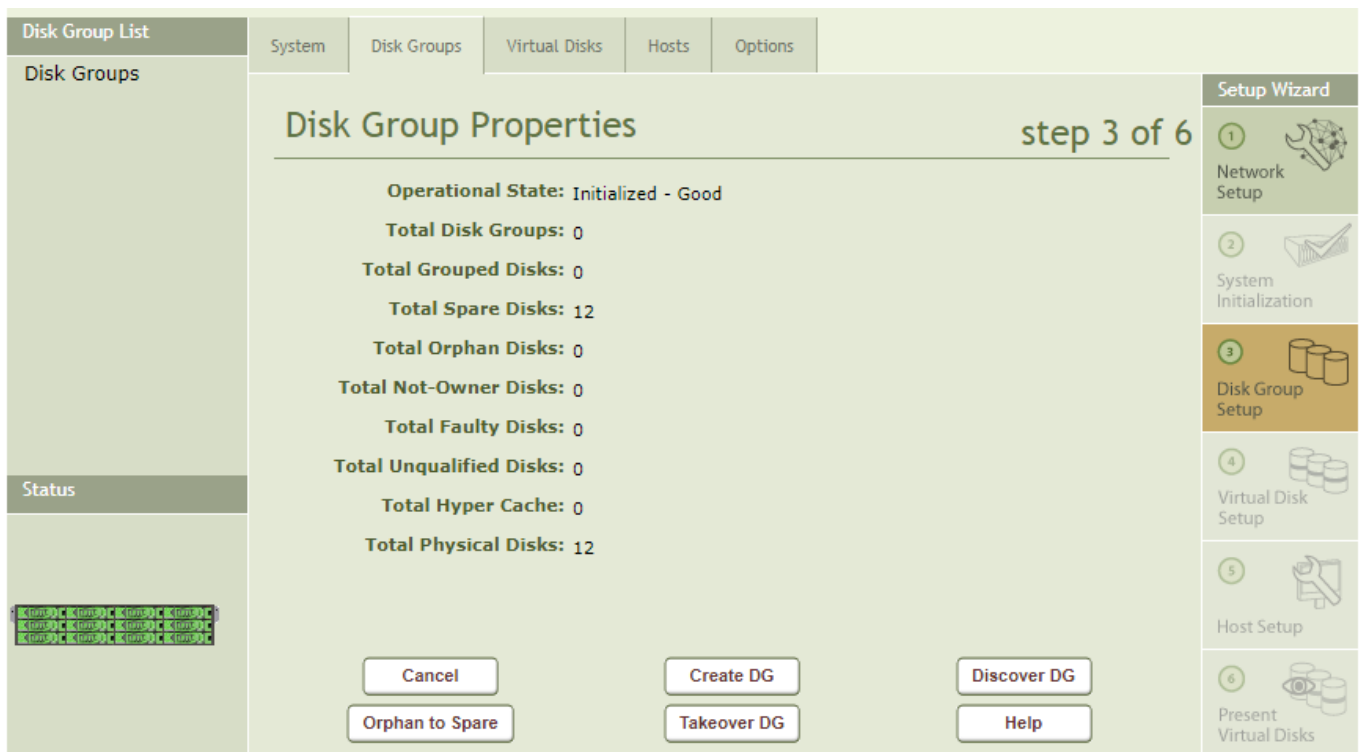 Disk Group List
Disk Groups
System
Disk Groups
Virtual Disks
Hosts
Options
Disk Group Properties
step 3 of 6
Operational State: Initialized - Good
Total Disk Groups: 0
Total Grouped Disks: 0
Total Spare Disks: 12
Total Orphan Disks: 0
Total Not-Owner Disks: 0
Total Faulty Disks: 0
Total Unqualified Disks: 0
Total Hyper Cache: 0
Total Physical Disks: 12
Cancel
Create DG
Discover DG
Orphan to Spare
Takeover DG
Help
Status
Setup Wizard
1
Network
Setup
2
System
Initialization
3
Disk Group
Setup
4
Virtual Disk
Setup
5
Host Setup
6
Present
Virtual Disks